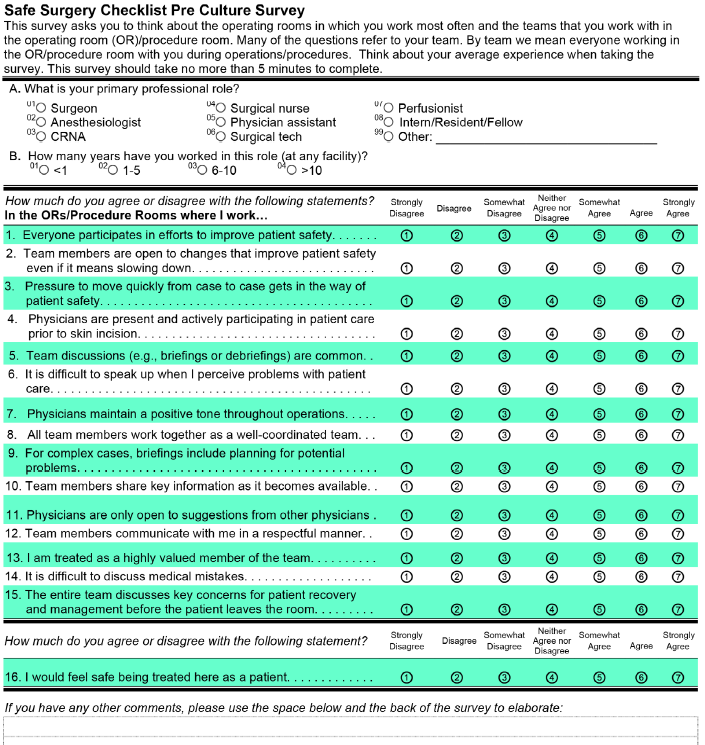 Safe Surgery Checklist Pre Culture Survey
This survey asks you to think about the operating rooms in which you work most often and the teams that you work with in
the operating room (OR)/procedure room. Many of the questions refer to your team. By team we mean everyone working in
the OR/procedure room with you during operations/procedures. Think about your average experience when taking the
survey. This survey should take no more than 5 minutes to complete.
A. What is your primary professional role?
01 Surgeon 04 Surgical nurse 07 Perfusionist
02 Anesthesiologist 05 Physician assistant 08 Intern/Resident/Fellow
03 CRNA 06 Surgical tech 99 Other:
B. How many years have you worked in this role (at any facility)?
01 <1 02 1-5 03 6-10 04 >10
How much do you agree or disagree with the following statements?
In the ORs/Procedure Rooms where I work...
Strongly Disagree Disagree Somewhat Disagree Neither Agree nor Disagree Somewhat Agree Agree Strongly Agree
1. Everyone participates in efforts to improve patient safety....... 1 2 3 4 5 6 7
2. Team members are open to changes that improve patient safety
even if it means slowing down............................ 1 2 3 4 5 6 7
3. Pressure to move quickly from case to case gets in the way of
patient safety......................................... 1 2 3 4 5 6 7
4. Physicians are present and actively participating in patient care
prior to skin incision.................................... 1 2 3 4 5 6 7
5. Team discussions (e.g., briefings or debriefings) are common. . 1 2 3 4 5 6 7
6. It is difficult to speak up when I perceive problems with patient
care................................................. 1 2 3 4 5 6 7
7. Physicians maintain a positive tone throughout operations..... 1 2 3 4 5 6 7
8. All team members work together as a well-coordinated team. . . 1 2 3 4 5 6 7
9. For complex cases, briefings include planning for potential
problems............................................. 1 2 3 4 5 6 7
10. Team members share key information as it becomes available. . 1 2 3 4 5 6 7
11. Physicians are only open to suggestions from other physicians . 1 2 3 4 5 6 7
12. Team members communicate with me in a respectful manner. . 1 2 3 4 5 6 7
13. I am treated as a highly valued member of the team.......... 1 2 3 4 5 6 7
14. It is difficult to discuss medical mistakes.................... 1 2 3 4 5 6 7
15. The entire team discusses key concerns for patient recovery
and management before the patient leaves the room......... 1 2 3 4 5 6 7
How much do you agree or disagree with the following statement?
Strongly Disagree Disagree Somewhat Disagree Neither Agree nor Disagree Somewhat Agree Agree Strongly Agree
16. I would feel safe being treated here as a patient............. 1 2 3 4 5 6 7
If you have any other comments, please use the space below and the back of the survey to elaborate: